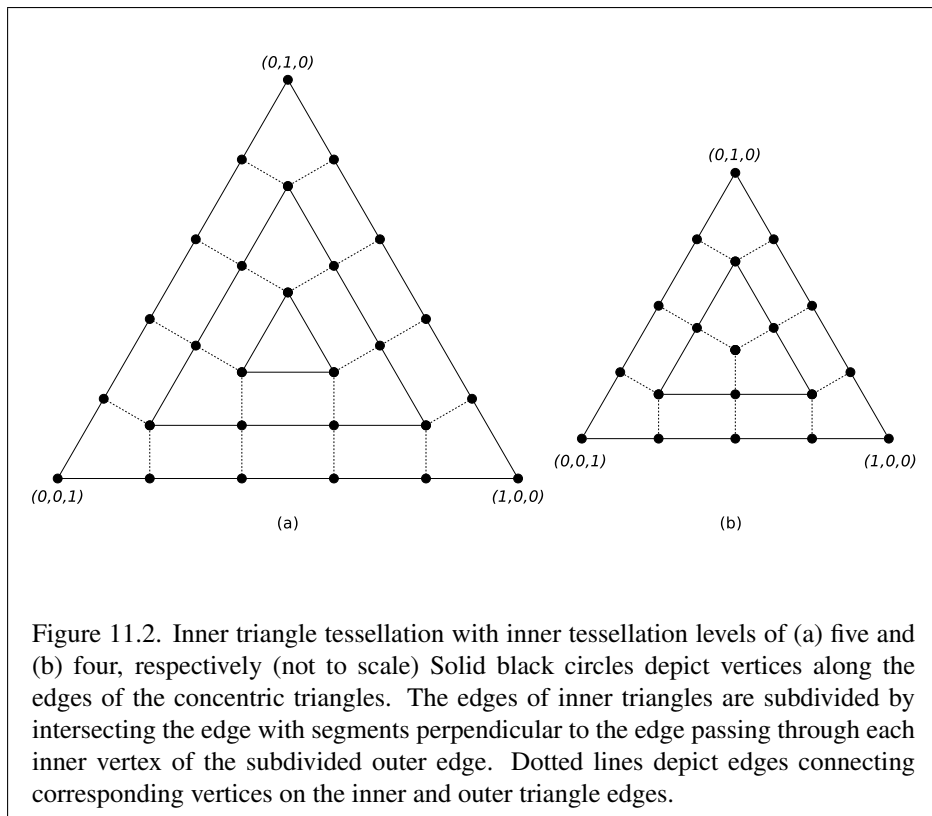 (0,1,0)
(0,1,0)
(0,0,1)
(1,0,0)
(a)
(0,0,1)
(1,0,0)
(b)
Figure 11.2. Inner triangle tessellation with inner tessellation levels of (a) five and
(b) four, respectively (not to scale) Solid black circles depict vertices along the
edges of the concentric triangles. The edges of inner triangles are subdivided by
intersecting the edge with segments perpendicular to the edge passing through each
inner vertex of the subdivided outer edge. Dotted lines depict edges connecting
corresponding vertices on the inner and outer triangle edges.